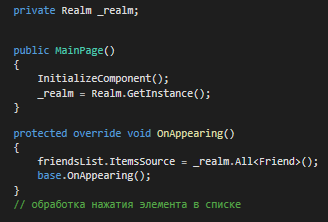 private Realm _realm;
public MainPage()
{
InitializeComponent();
_realm = Realm.GetInstance();
}
protected override void OnAppearing()
{
friendsList.ItemsSource = _realm.All<Friend>();
base.OnAppearing();
}
// обработка нажатия элемента в списке